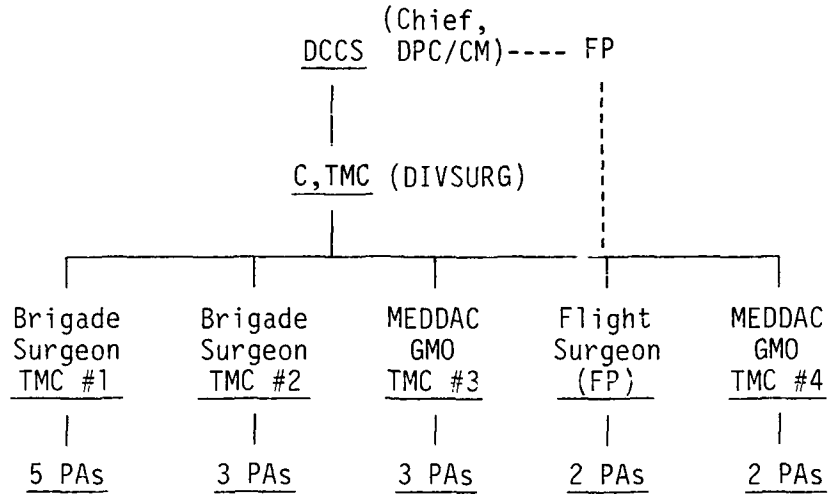 (Chief,
DCCS DPC/CM)---- FP
C,TMC (DIVSURG)
Brigade Brigade MEDDAC Flight MEDDAC
Surgeon Surgeon GMO Surgeon GMO
TMC #1 TMC #2 TMC #3 (FP) TMC #4
5 PAs 3 PAs 3 PAs 2 PAs 2 PAs